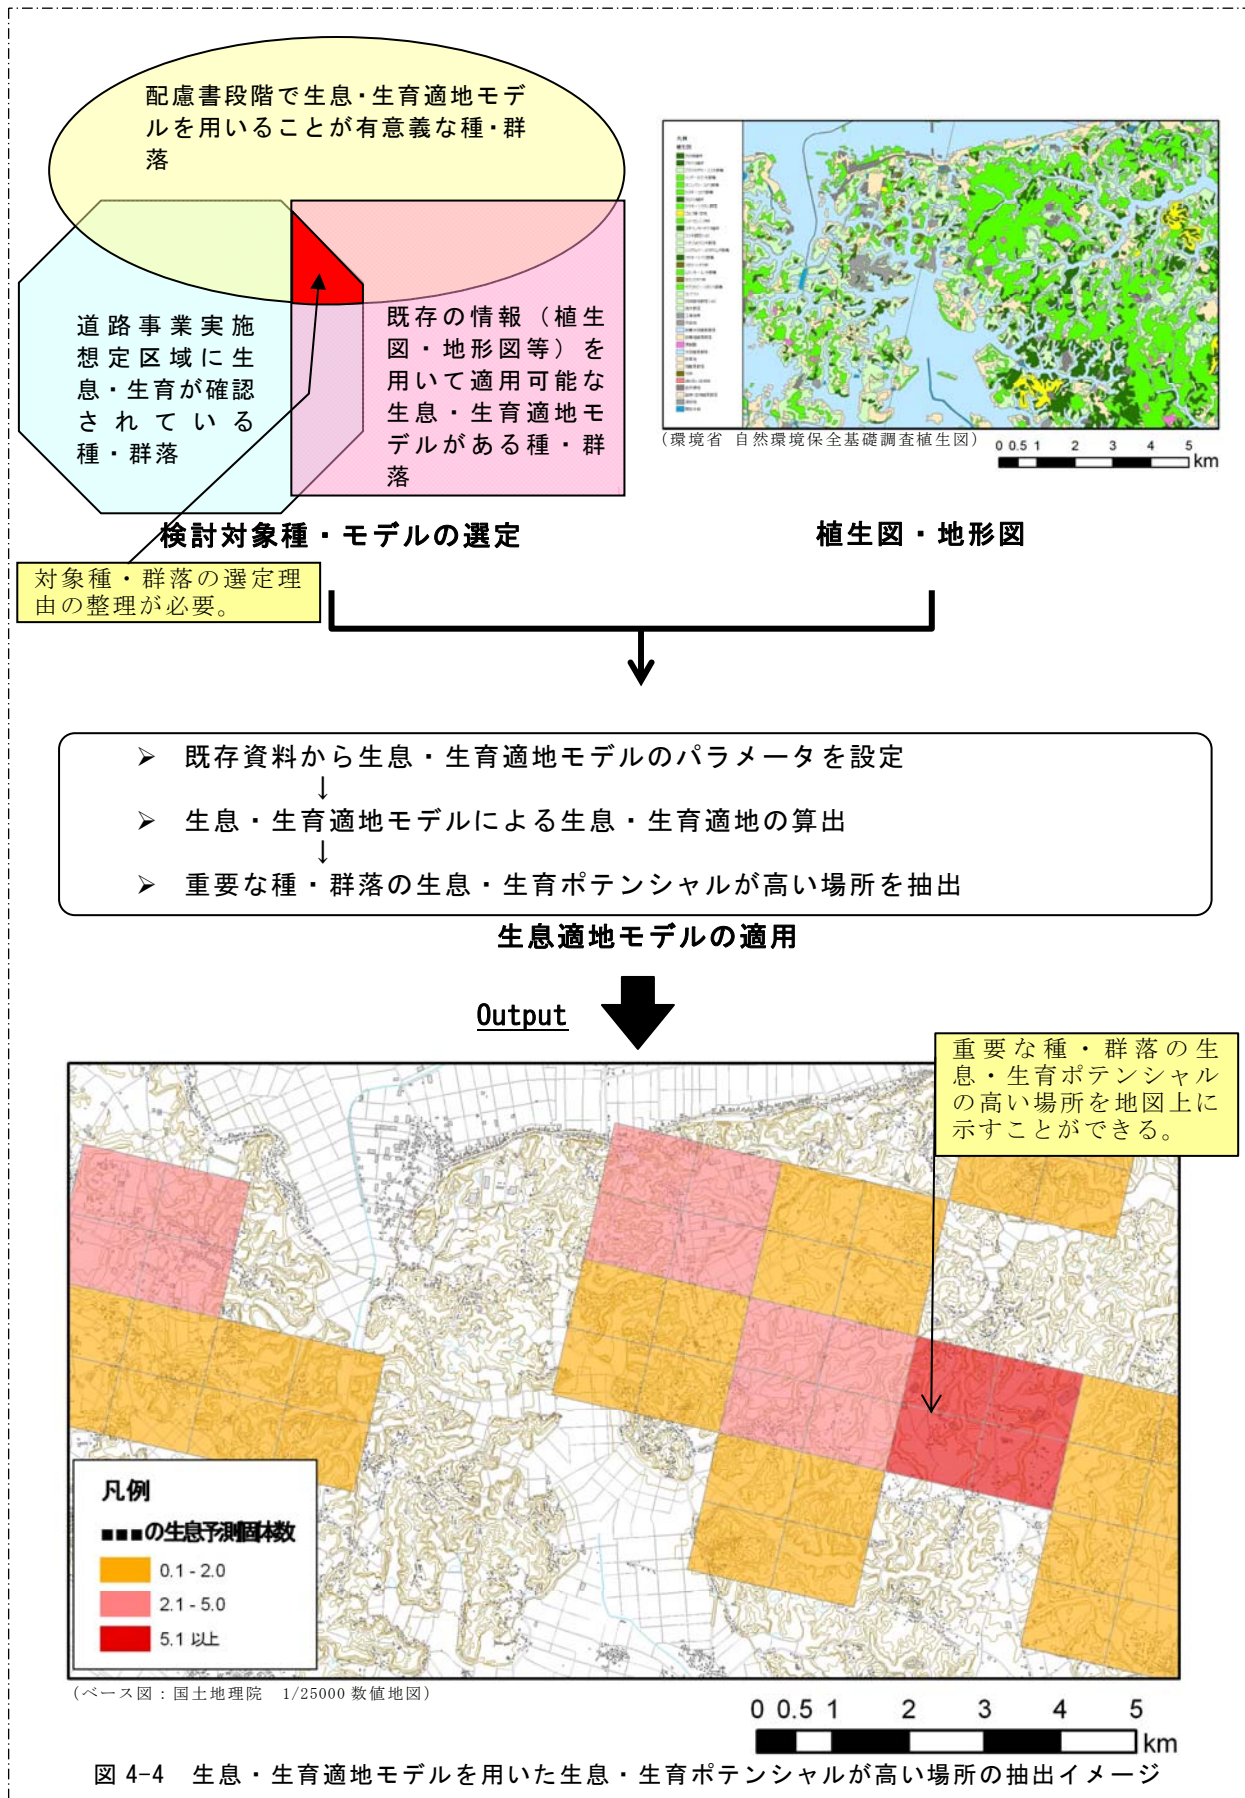 配慮書段階で生息・生育適地モデ
ルを用いることが有意義な種・群
落
道路事業実施
想定区域に生
息・生育が確認
されている
種・群落
既存の情報（植生
図・地形図等）を
用いて適用可能な
生息・生育適地モ
デルがある種・群
落
凡例
植生図
（環境省 自然環境保全基礎調査植生図）
0 0.5 1 2 3 4 5
km
検討対象種・モデルの選定
植生図・地形図
対象種・群落の選定理
由の整理が必要。
➢ 既存資料から生息・生育適地モデルのパラメータを設定
↓
➢ 生息・生育適地モデルによる生息・生育適地の算出
↓
➢ 重要な種・群落の生息・生育ポテンシャルが高い場所を抽出
生息適地モデルの適用
Output
重要な種・群落の生
息・生育ポテンシャル
の高い場所を地図上に
示すことができる。
凡例
■■■の生息予測固体数
0.1 - 2.0
2.1 - 5.0
5.1 以上
（ベース図：国土地理院 1/25000 数値地図）
0 0.5 1 2 3 4 5
km
図 4-4 生息・生育適地モデルを用いた生息・生育ポテンシャルが高い場所の抽出イメージ